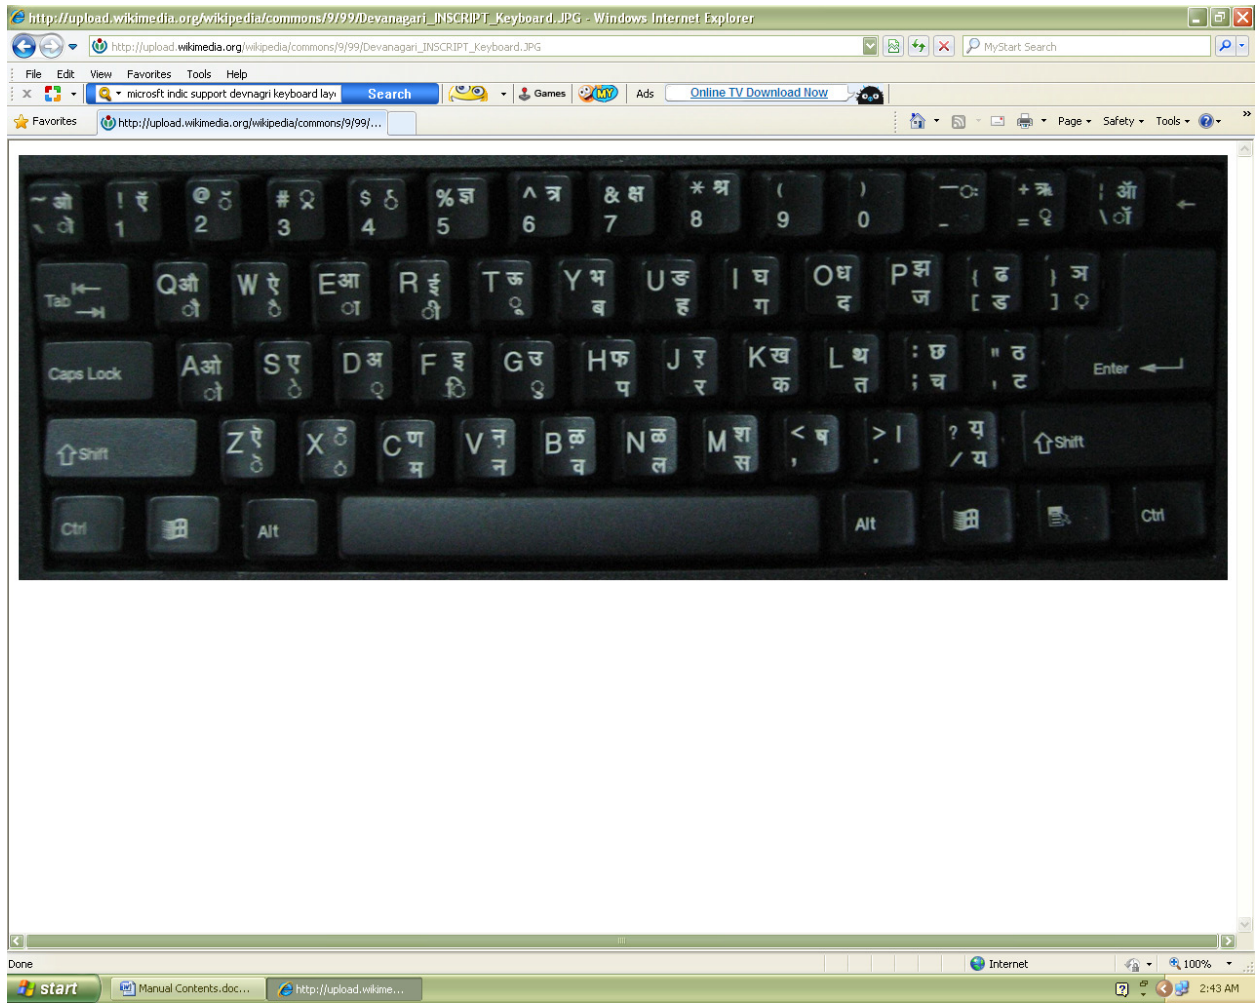 http://upload.wikimedia.org/wikipedia/commons/9/99/Devanagari_INSCRIPT_Keyboard.JPG - Windows Internet Explorer
http://upload.wikimedia.org/wikipedia/commons/9/99/Devanagari_INSCRIPT_Keyboard.JPG MyStart Search
File Edit View Favorites Tools Help
x microsft indic support devnagri keyboard lay Search Games MY Ads Online TV Download Now
Favorites http://upload.wikimedia.org/wikipedia/commons/9/99/... Page Safety Tools »
~ ओ ! ऍ @ ॅ # ्र $ % ज्ञ ^ त्र & क्ष * श्र ( ) — ः + ऋ ¦ ऑ ←
\ ो 1 2 3 4 5 6 7 8 9 0 - = ृ \ ॉ
Tab Q औ W ऐ E आ R ई T ऊ Y भ U ङ I घ O ध P झ { ढ } ञ
ौ ै ा ी ू ब ह ग द ज [ ड ] ़
Caps Lock A ओ S ए D अ F इ G उ H फ J ऱ K ख L थ : छ " ठ Enter
ो े ् ि ु प र क त ; च ' ट
Shift Z ऎ X ँ C ण V ऩ B ळ N ऴ M श < ष > । ? य़ Shift
ॆ ं म न व ल स , . / य
Ctrl Alt Alt Ctrl
Done Internet 100%
start Manual Contents.doc... http://upload.wikime... 2:43 AM